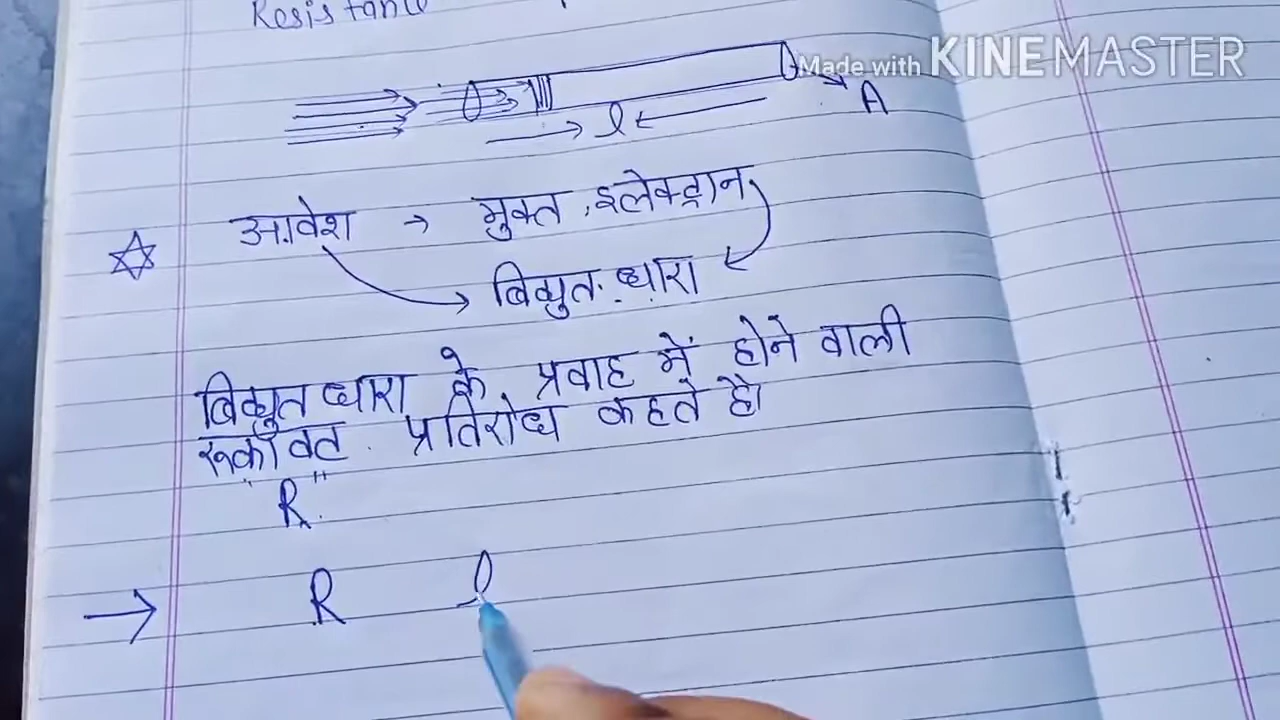 Resistance
Made with KINEMASTER
A
l
आवेश → मुक्त इलेक्ट्रान
विद्युत धारा
विद्युत धारा के प्रवाह में होने वाली
रूकावट प्रतिरोध कहते है।
R"
→ R l